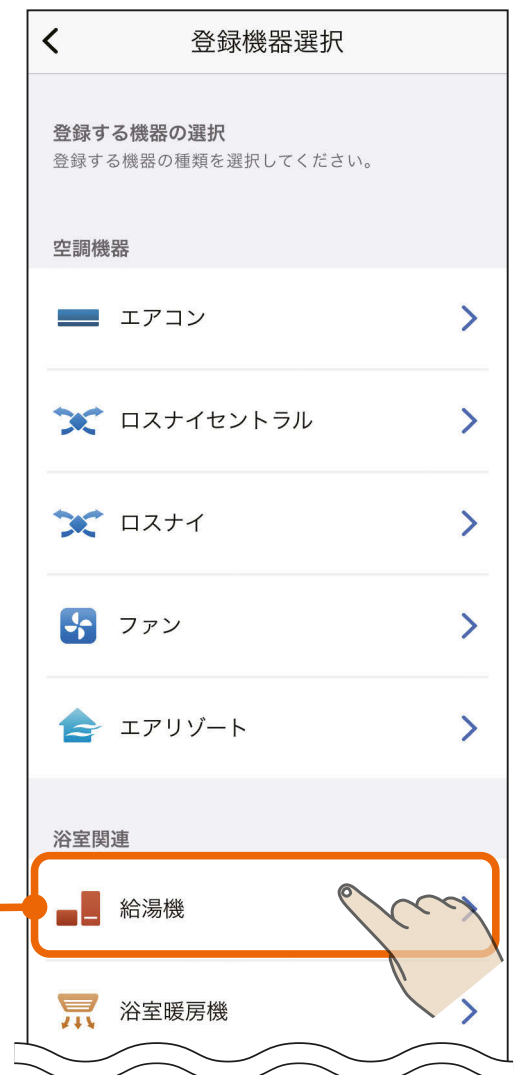 登録機器選択
登録する機器の選択
登録する機器の種類を選択してください。
空調機器
エアコン
ロスナイセントラル
ロスナイ
ファン
エアリゾート
浴室関連
給湯機
浴室暖房機